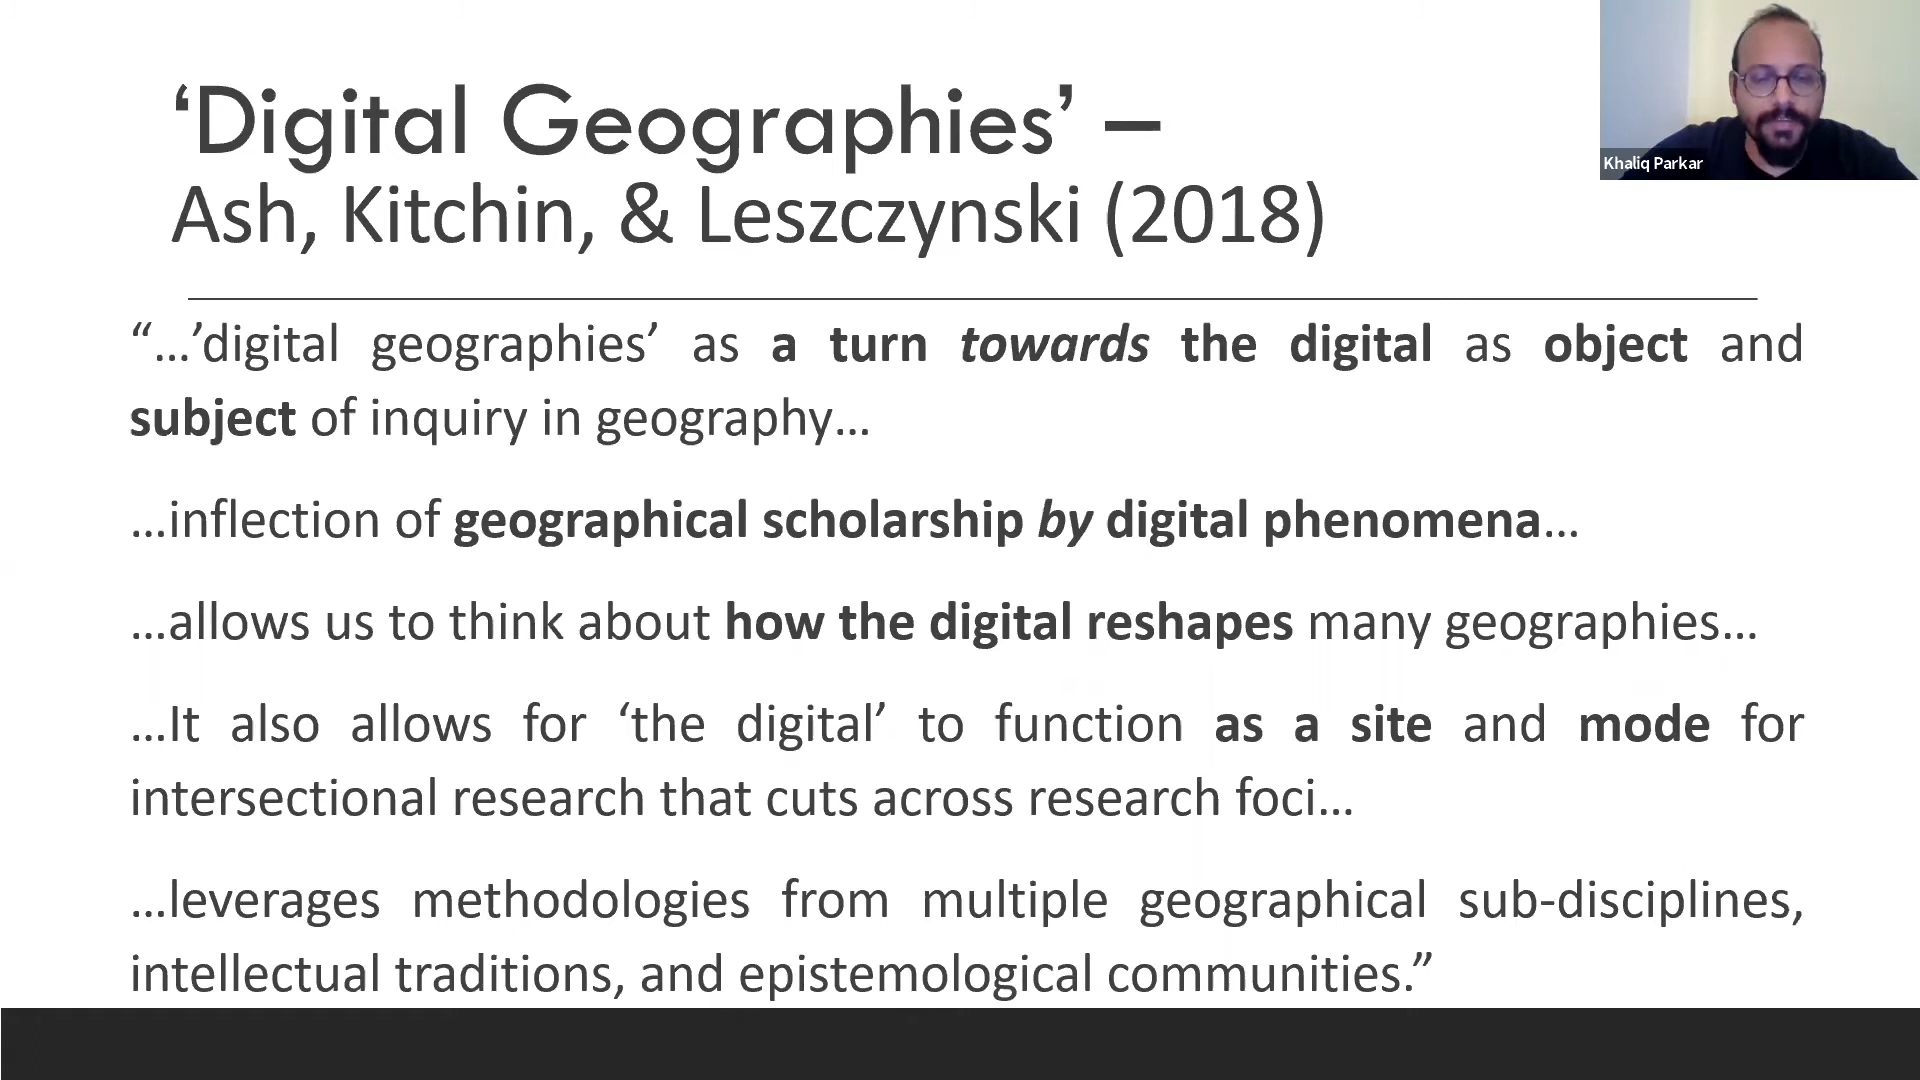 ‘Digital Geographies’ –
Ash, Kitchin, & Leszczynski (2018)
Khaliq Parkar
“…’digital geographies’ as a turn towards the digital as object and
subject of inquiry in geography…
…inflection of geographical scholarship by digital phenomena…
…allows us to think about how the digital reshapes many geographies…
…It also allows for ‘the digital’ to function as a site and mode for
intersectional research that cuts across research foci…
…leverages methodologies from multiple geographical sub-disciplines,
intellectual traditions, and epistemological communities.”